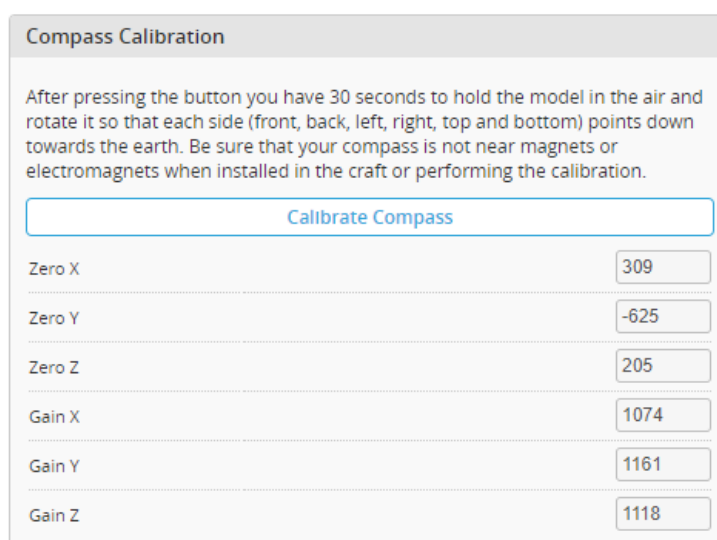 Compass Calibration
After pressing the button you have 30 seconds to hold the model in the air and
rotate it so that each side (front, back, left, right, top and bottom) points down
towards the earth. Be sure that your compass is not near magnets or
electromagnets when installed in the craft or performing the calibration.
Calibrate Compass
Zero X 309
Zero Y -625
Zero Z 205
Gain X 1074
Gain Y 1161
Gain Z 1118